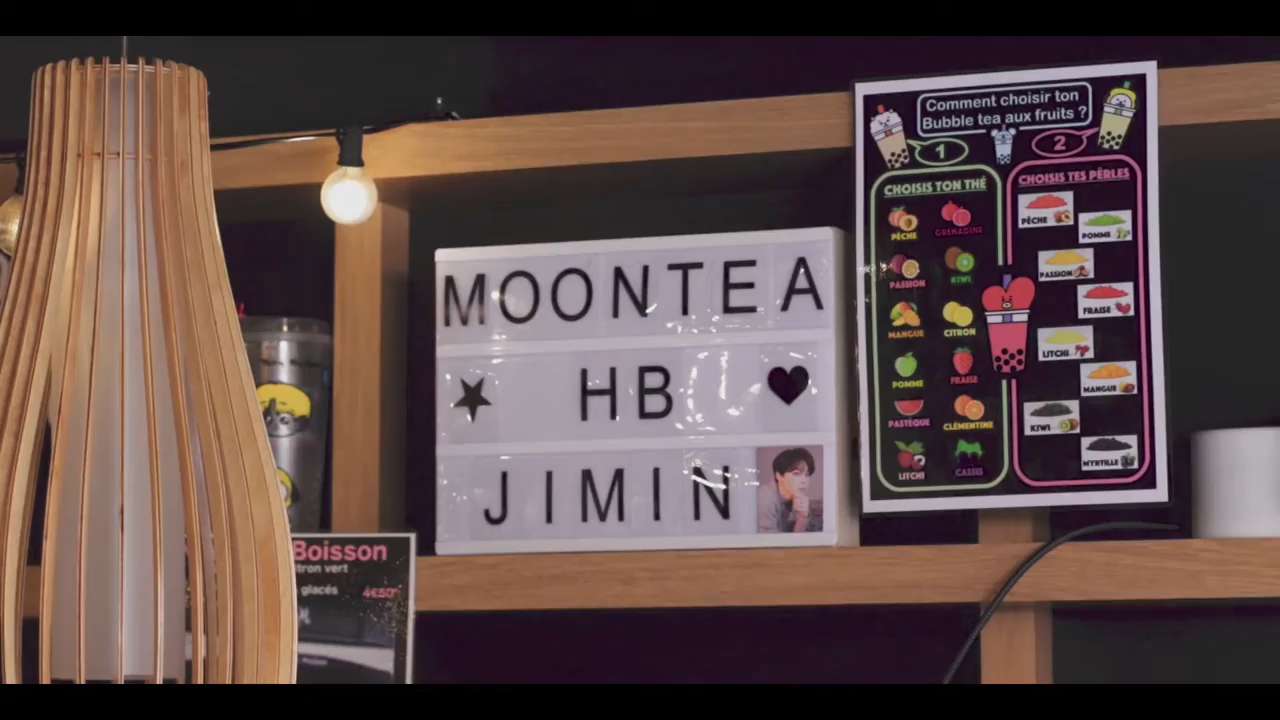 MOONTEA
HB
JIMIN
Comment choisir ton
Bubble tea aux fruits ?
1
2
CHOISIS TON THÉ
PÊCHE
GRENADINE
PASSION
KIWI
MANGUE
CITRON
POMME
FRAISE
PASTÈQUE
CLÉMENTINE
LITCHI
CASSIS
CHOISIS TES PÊRLES
PÊCHE
POMME
PASSION
FRAISE
LITCHI
MANGUE
KIWI
MYRTILLE
Boisson
vert
glacés
4€50